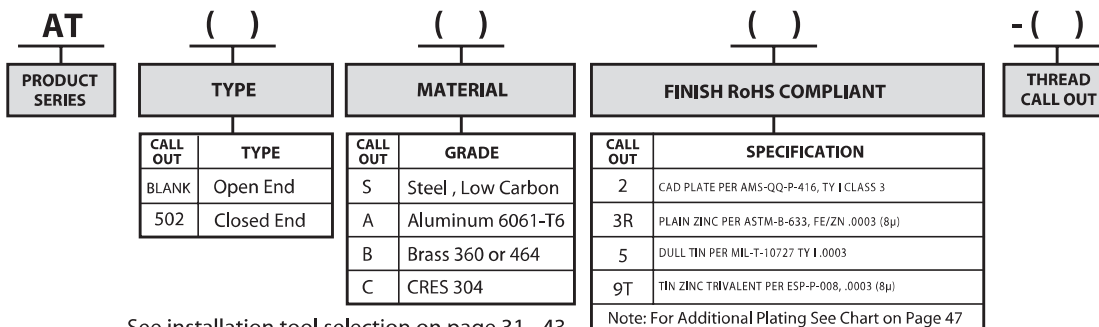 AT ( ) ( ) ( ) - ( )
PRODUCT SERIES
TYPE
MATERIAL
FINISH RoHS COMPLIANT
THREAD CALL OUT
CALL OUT TYPE
BLANK Open End
502 Closed End
CALL OUT GRADE
S Steel , Low Carbon
A Aluminum 6061-T6
B Brass 360 or 464
C CRES 304
CALL OUT SPECIFICATION
2 CAD PLATE PER AMS-QQ-P-416, TY I CLASS 3
3R PLAIN ZINC PER ASTM-B-633, FE/ZN .0003 (8µ)
5 DULL TIN PER MIL-T-10727 TY I .0003
9T TIN ZINC TRIVALENT PER ESP-P-008, .0003 (8µ)
Note: For Additional Plating See Chart on Page 47
See installation tool selection on page 31 - 43